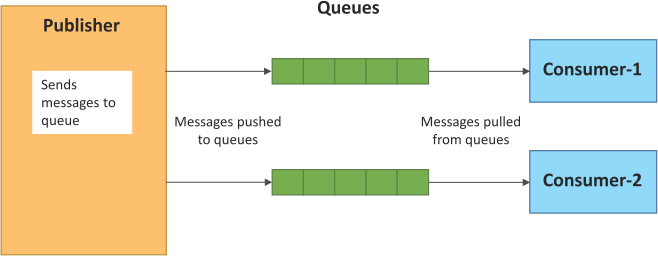 Queues
Publisher
Sends
messages to
queue
Messages pushed
to queues
Messages pulled
from queues
Consumer-1
Consumer-2